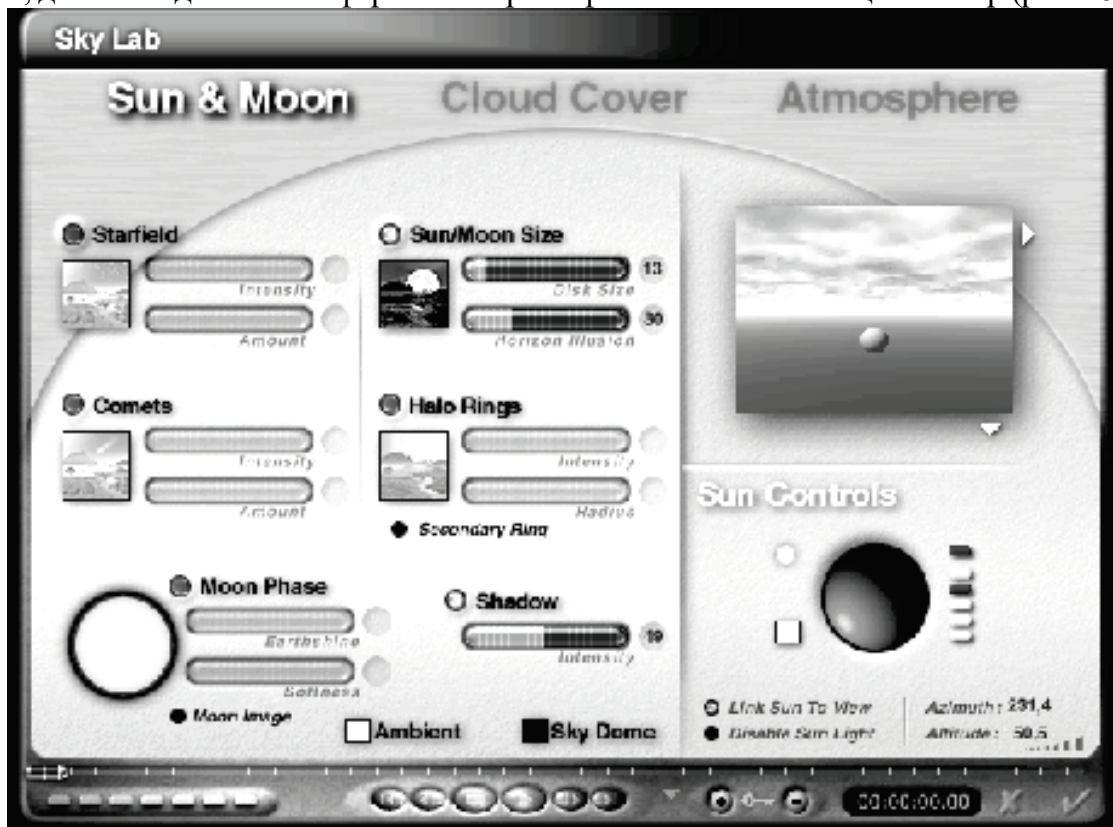 Sky Lab
Sun & Moon
Cloud Cover
Atmosphere
Starfield
Intensity
Amount
Sun/Moon Size
13
Disk Size
30
Horizon Illusion
Comets
Intensity
Amount
Halo Rings
Intensity
Radius
Secondary Ring
Moon Phase
Earthshine
Softness
Moon Image
Shadow
49
Intensity
Ambient
Sky Dome
Sun Controls
Link Sun To View
Disable Sun Light
Azimuth: 231,4
Altitude: 50,5
00:00:00.00